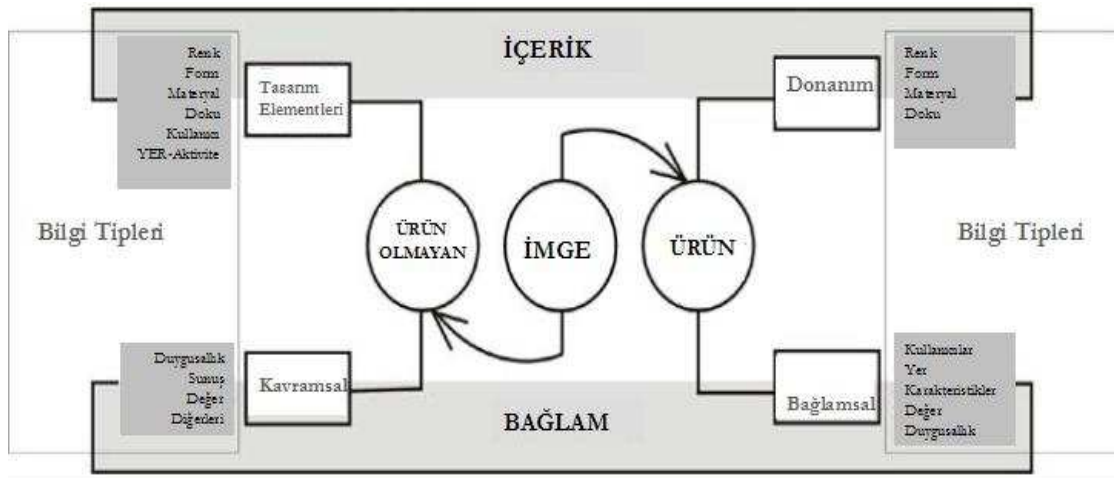 İÇERİK
Renk
Form
Materyal
Doku
Kullanım
YER-Aktivite
Tasarım
Elementleri
Donanım
Renk
Form
Materyal
Doku
Bilgi Tipleri
ÜRÜN
OLMAYAN
İMGE
ÜRÜN
Bilgi Tipleri
Duygusallık
Sunuş
Değer
Diğerleri
Kavramsal
BAĞLAM
Bağlamsal
Kullanımlar
Yer
Karakteristikler
Değer
Duygusallık